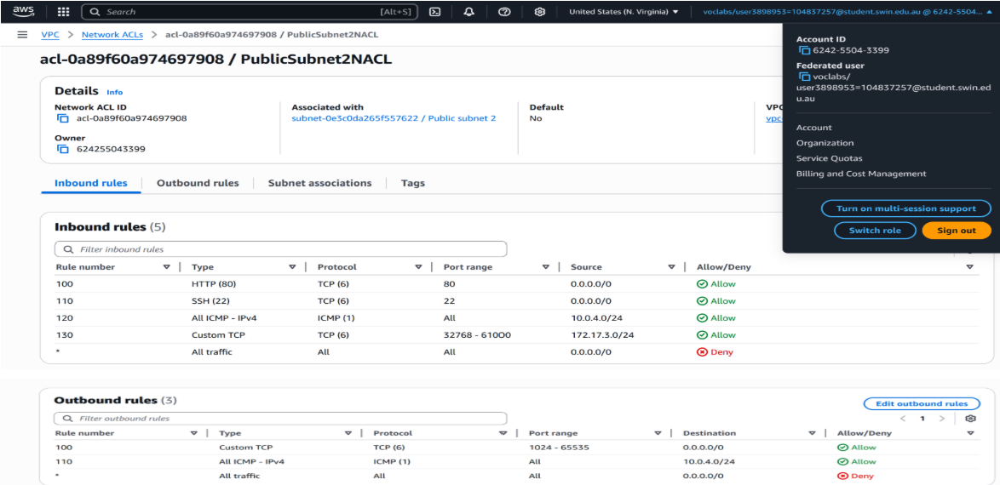 aws Search [Alt+S] United States (N. Virginia) voclabs/user3898953=104837257@student.swin.edu.au @ 6242-5504...
VPC > Network ACLs > acl-0a89f60a974697908 / PublicSubnet2NACL
acl-0a89f60a974697908 / PublicSubnet2NACL
Details Info
Network ACL ID
acl-0a89f60a974697908
Owner
624255043399
Associated with
subnet-0e3c0da265f557622 / Public subnet 2
Default
No
VPC
vpc
Account ID
6242-5504-3399
Federated user
voclabs/
user3898953=104837257@student.swin.ed
u.au
Account
Organization
Service Quotas
Billing and Cost Management
Turn on multi-session support
Switch role Sign out
Inbound rules Outbound rules Subnet associations Tags
Inbound rules (5)
Filter inbound rules
Rule number Type Protocol Port range Source Allow/Deny
100 HTTP (80) TCP (6) 80 0.0.0.0/0 Allow
110 SSH (22) TCP (6) 22 0.0.0.0/0 Allow
120 All ICMP - IPv4 ICMP (1) All 10.0.4.0/24 Allow
130 Custom TCP TCP (6) 32768 - 61000 172.17.3.0/24 Allow
* All traffic All All 0.0.0.0/0 Deny
Outbound rules (3)
Edit outbound rules
Filter outbound rules
< 1 >
Rule number Type Protocol Port range Destination Allow/Deny
100 Custom TCP TCP (6) 1024 - 65535 0.0.0.0/0 Allow
110 All ICMP - IPv4 ICMP (1) All 10.0.4.0/24 Allow
* All traffic All All 0.0.0.0/0 Deny